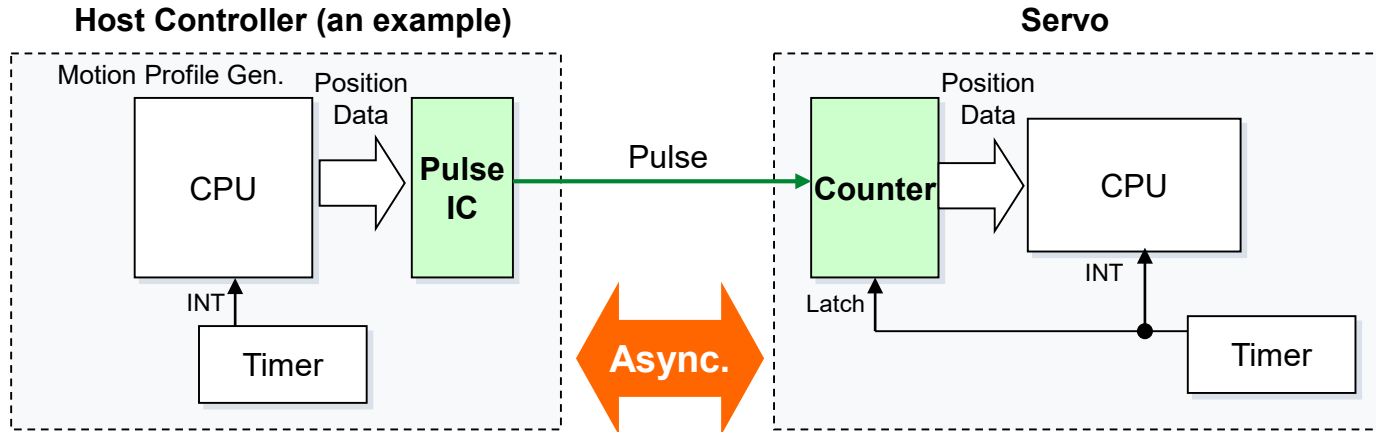 Host Controller (an example)
Servo
Motion Profile Gen.
Position
Data
CPU
Pulse
IC
INT
Timer
Pulse
Async.
Position
Data
Counter
CPU
Latch
INT
Timer